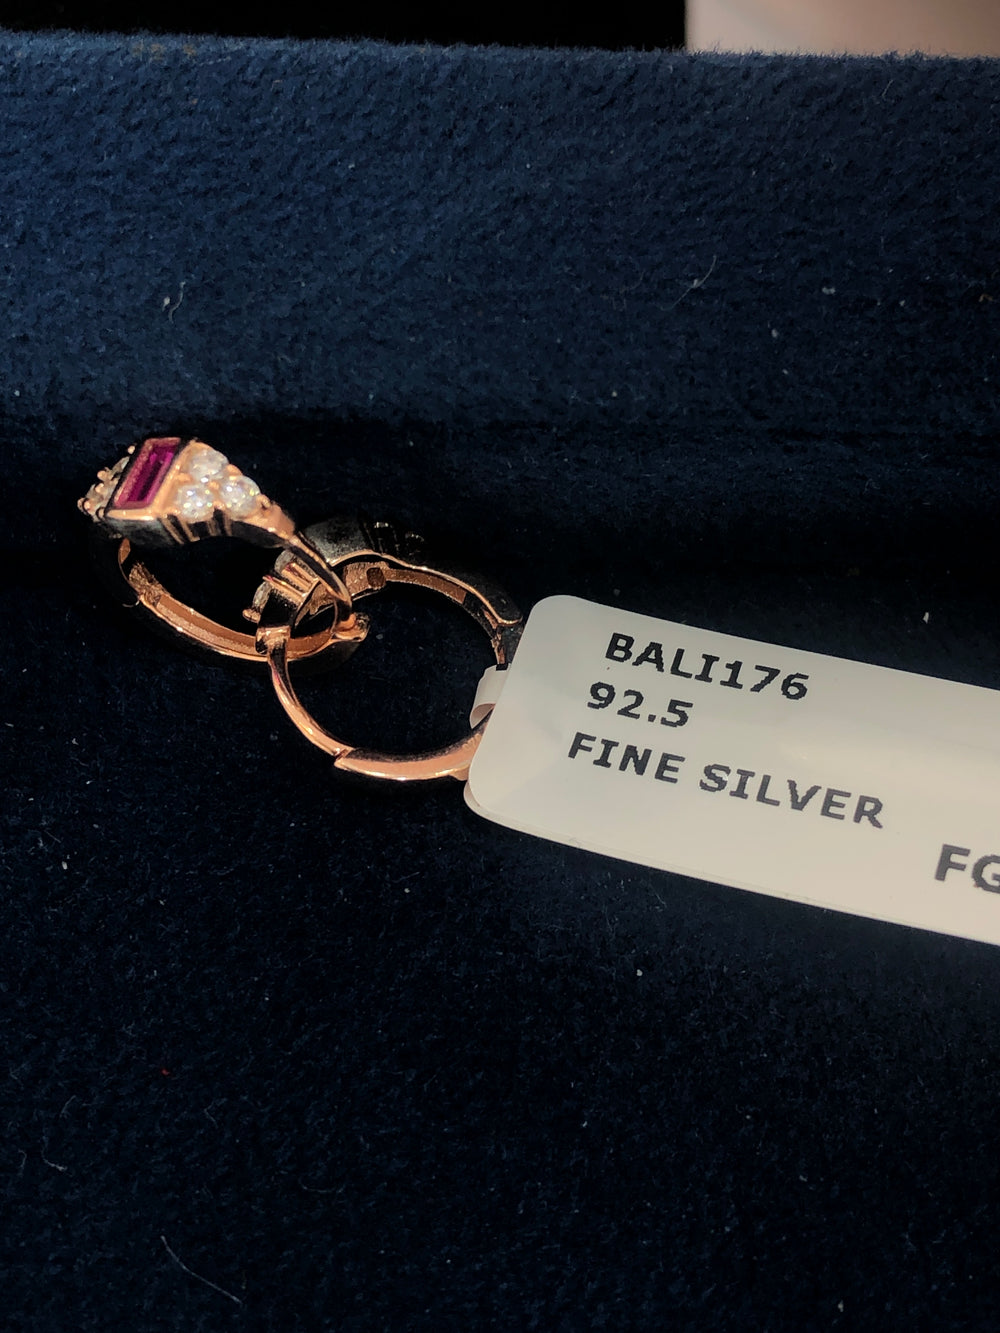 BALI176
92.5
FINE SILVER
FG